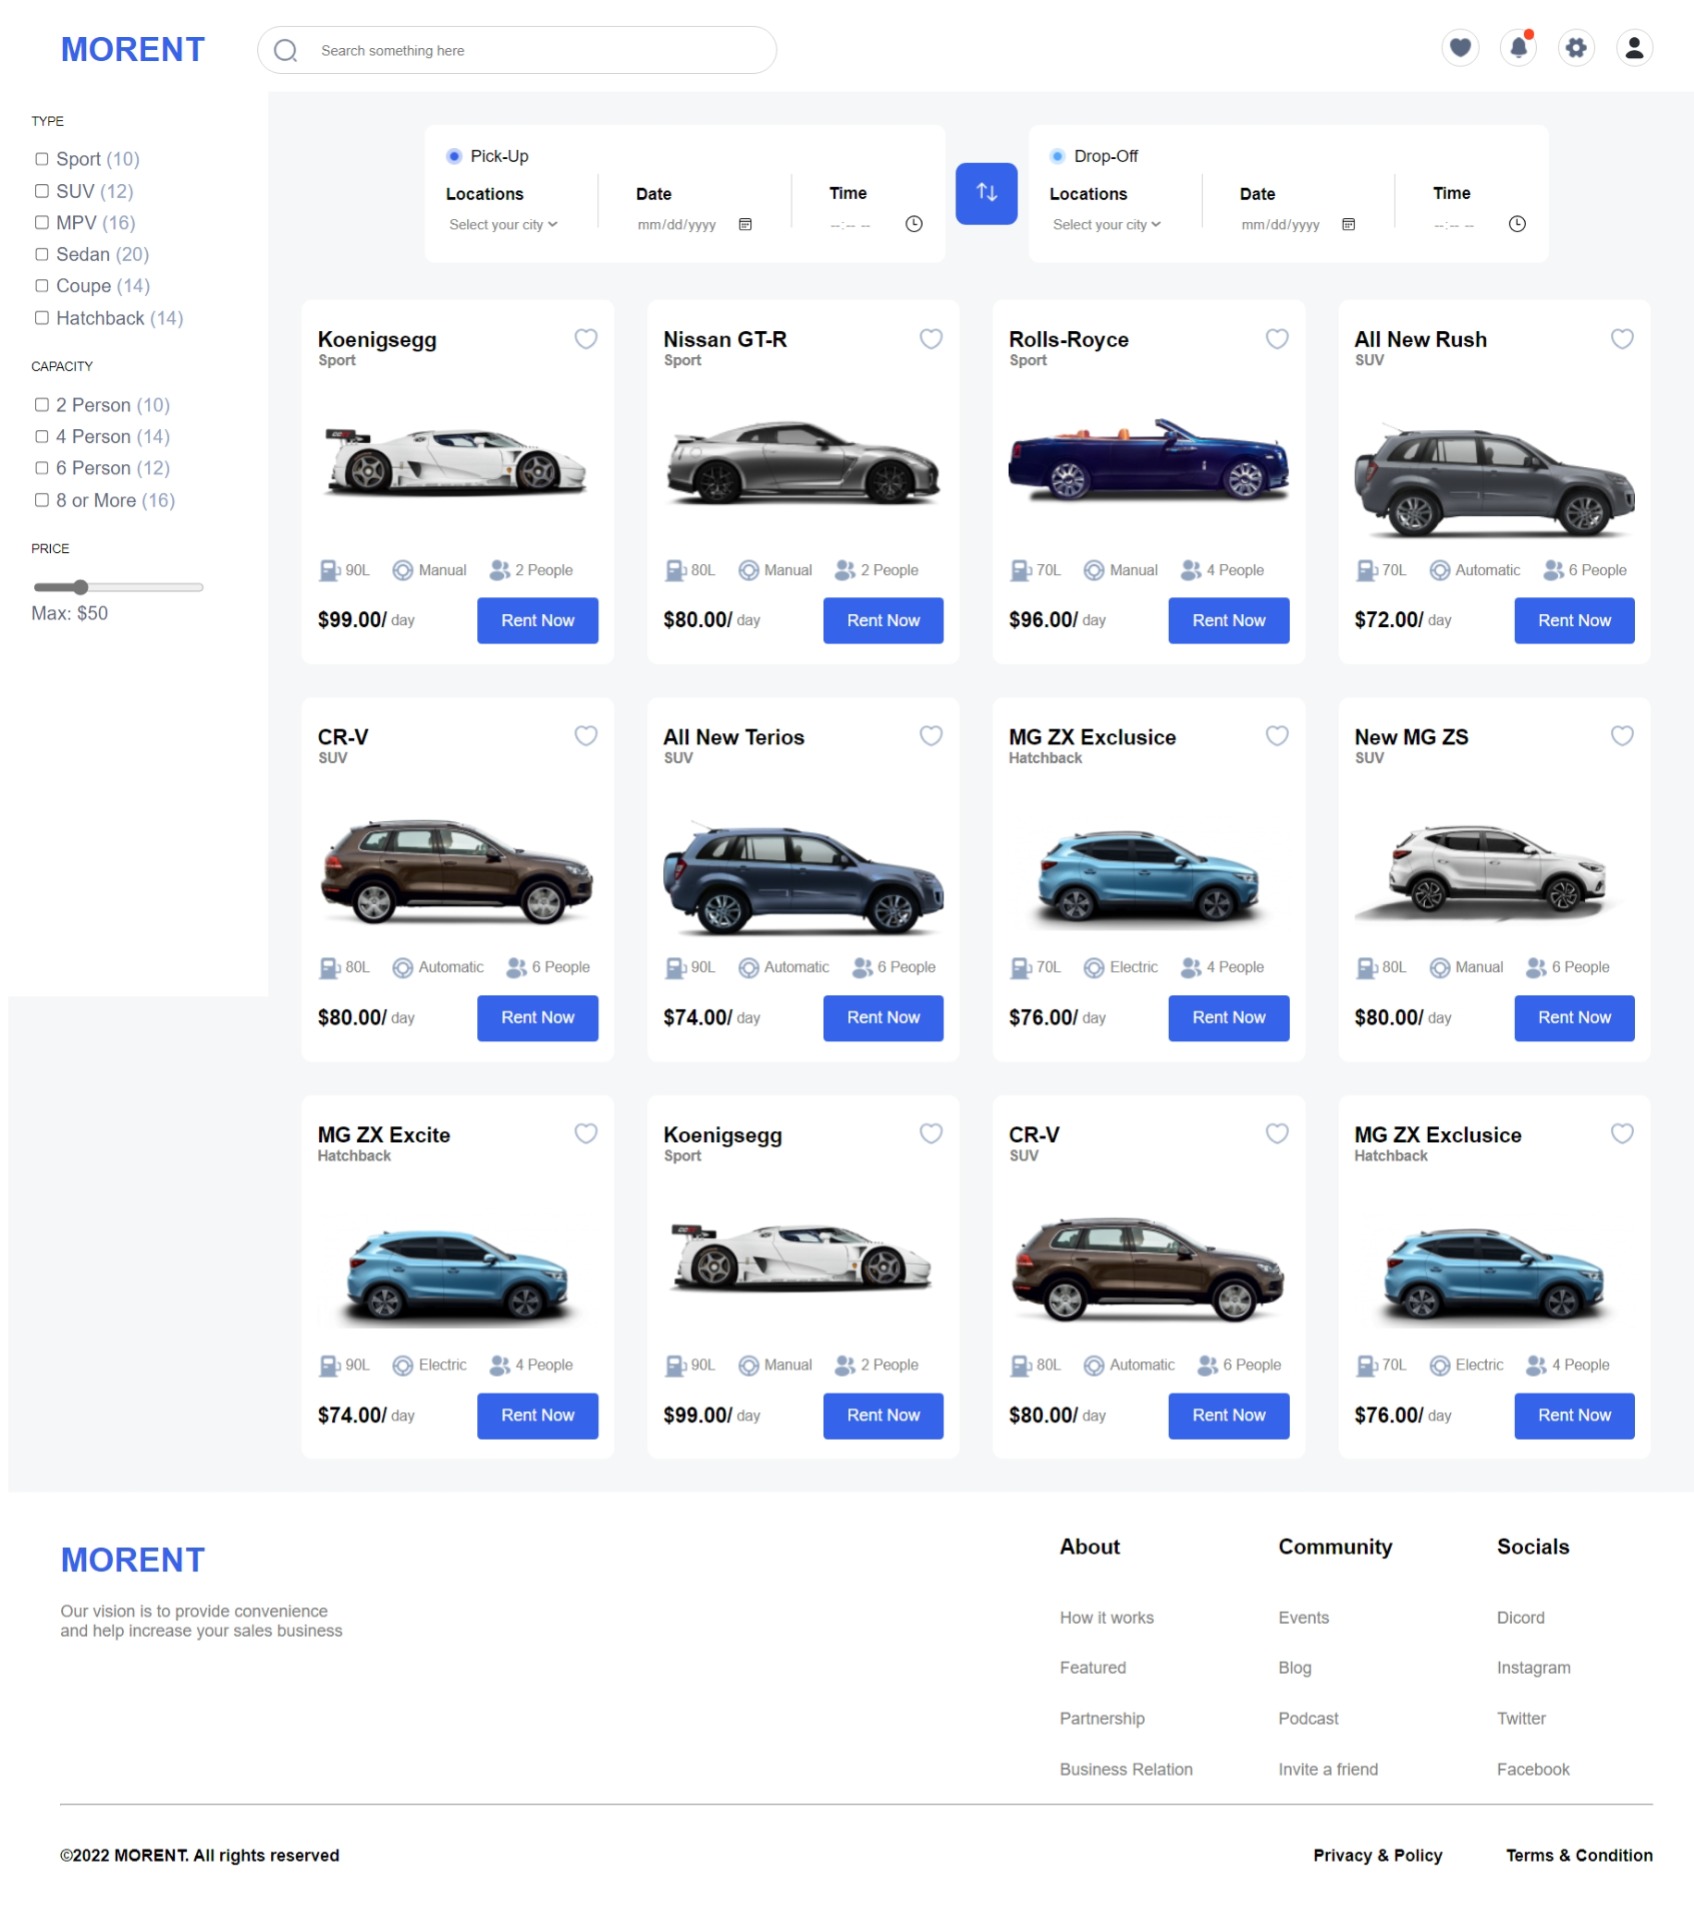 MORENT
Search something here
TYPE
Sport (10)
SUV (12)
MPV (16)
Sedan (20)
Coupe (14)
Hatchback (14)
CAPACITY
2 Person (10)
4 Person (14)
6 Person (12)
8 or More (16)
PRICE
Max: $50
Pick-Up
Locations Date Time
Select your city mm/dd/yyyy --:-- --
Drop-Off
Locations Date Time
Select your city mm/dd/yyyy --:-- --
Koenigsegg
Sport
90L Manual 2 People
$99.00/ day Rent Now
Nissan GT-R
Sport
80L Manual 2 People
$80.00/ day Rent Now
Rolls-Royce
Sport
70L Manual 4 People
$96.00/ day Rent Now
All New Rush
SUV
70L Automatic 6 People
$72.00/ day Rent Now
CR-V
SUV
80L Automatic 6 People
$80.00/ day Rent Now
All New Terios
SUV
90L Automatic 6 People
$74.00/ day Rent Now
MG ZX Exclusice
Hatchback
70L Electric 4 People
$76.00/ day Rent Now
New MG ZS
SUV
80L Manual 6 People
$80.00/ day Rent Now
MG ZX Excite
Hatchback
90L Electric 4 People
$74.00/ day Rent Now
Koenigsegg
Sport
90L Manual 2 People
$99.00/ day Rent Now
CR-V
SUV
80L Automatic 6 People
$80.00/ day Rent Now
MG ZX Exclusice
Hatchback
70L Electric 4 People
$76.00/ day Rent Now
MORENT
Our vision is to provide convenience
and help increase your sales business
About
How it works
Featured
Partnership
Business Relation
Community
Events
Blog
Podcast
Invite a friend
Socials
Dicord
Instagram
Twitter
Facebook
©2022 MORENT. All rights reserved
Privacy & Policy Terms & Condition